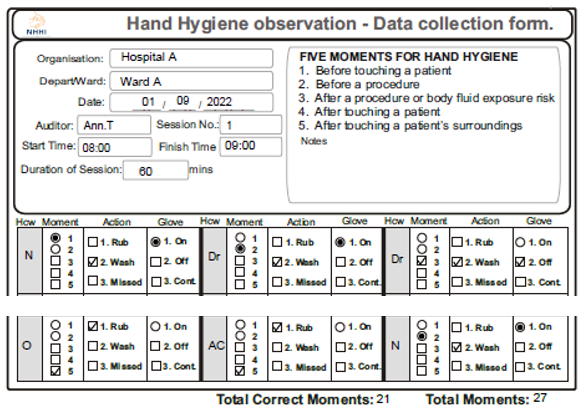 NHHI
Hand Hygiene observation - Data collection form.
Organisation: Hospital A
Depart/Ward: Ward A
Date: 01 / 09 / 2022
Auditor: Ann.T Session No.: 1
Start Time: 08:00 Finish Time 09:00
Duration of Session: 60 mins
FIVE MOMENTS FOR HAND HYGIENE
1. Before touching a patient
2. Before a procedure
3. After a procedure or body fluid exposure risk
4. After touching a patient
5. After touching a patient's surroundings
Notes
Hcw Moment Action Glove Hcw Moment Action Glove Hcw Moment Action Glove
N 1 2 3 4 5 1. Rub 2. Wash 3. Missed 1. On 2. Off 3. Cont.
Dr 1 2 3 4 5 1. Rub 2. Wash 3. Missed 1. On 2. Off 3. Cont.
Dr 1 2 3 4 5 1. Rub 2. Wash 3. Missed 1. On 2. Off 3. Cont.
O 1 2 3 4 5 1. Rub 2. Wash 3. Missed 1. On 2. Off 3. Cont.
AC 1 2 3 4 5 1. Rub 2. Wash 3. Missed 1. On 2. Off 3. Cont.
N 1 2 3 4 5 1. Rub 2. Wash 3. Missed 1. On 2. Off 3. Cont.
Total Correct Moments: 21 Total Moments: 27